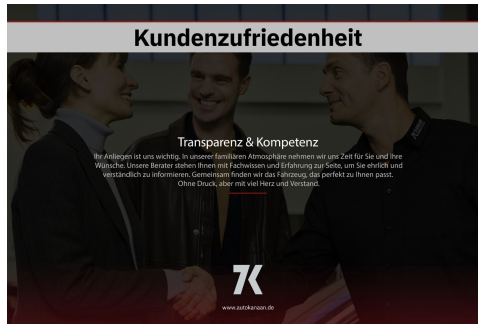 Kundenzufriedenheit
Transparenz & Kompetenz
Ihr Anliegen ist uns wichtig. In unserer familiären Atmosphäre nehmen wir uns Zeit für Sie und Ihre
Wünsche. Unsere Berater stehen Ihnen mit Fachwissen und Erfahrung zur Seite, um Sie ehrlich und
verständlich zu informieren. Gemeinsam finden wir das Fahrzeug, das perfekt zu Ihnen passt.
Ohne Druck, aber mit viel Herz und Verstand.
www.autokanaan.de